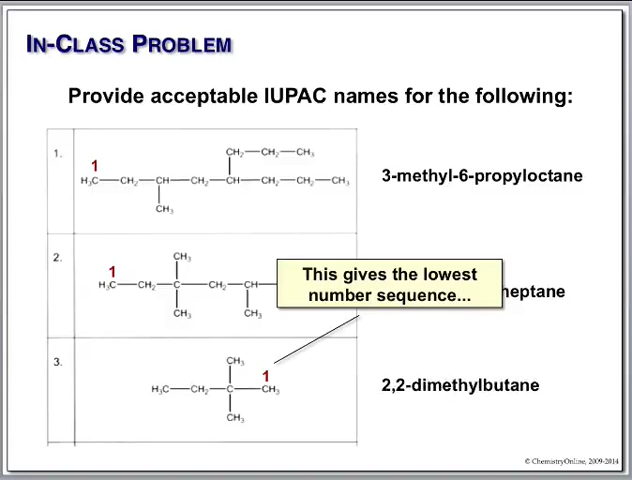 IN-CLASS PROBLEM
Provide acceptable IUPAC names for the following:
1.
CH₂—CH₂—CH₃
1
H₃C—CH₂—CH—CH₂—CH—CH₂—CH₂—CH₃
CH₃
3-methyl-6-propyloctane
2.
CH₃
1
H₃C—CH₂—C—CH₂—CH—
CH₃
CH₃
This gives the lowest
number sequence...
heptane
3.
CH₃
1
H₃C—CH₂—C—CH₃
CH₃
2,2-dimethylbutane
© ChemistryOnline, 2009-2014